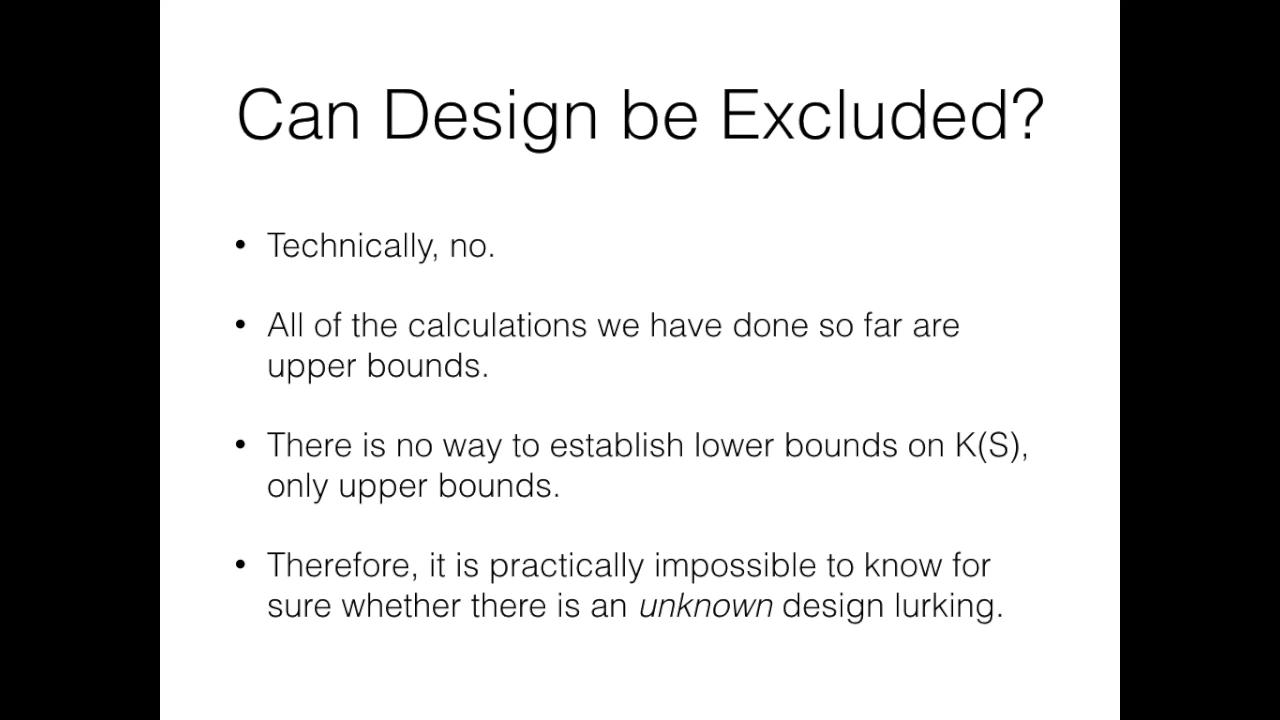 Can Design be Excluded?
• Technically, no.
• All of the calculations we have done so far are
upper bounds.
• There is no way to establish lower bounds on K(S),
only upper bounds.
• Therefore, it is practically impossible to know for
sure whether there is an unknown design lurking.